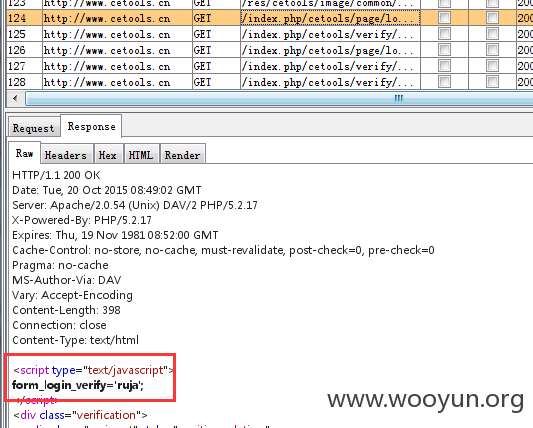 123 http://www.cetools.cn GET /res/cetools/image/common/... 200
124 http://www.cetools.cn GET /index.php/cetools/page/lo... 200
125 http://www.cetools.cn GET /index.php/cetools/verify/... 200
126 http://www.cetools.cn GET /index.php/cetools/page/lo... 200
127 http://www.cetools.cn GET /index.php/cetools/verify/... 200
128 http://www.cetools.cn GET /index.php/cetools/verify/... 200
Request Response
Raw Headers Hex HTML Render
HTTP/1.1 200 OK
Date: Tue, 20 Oct 2015 08:49:02 GMT
Server: Apache/2.0.54 (Unix) DAV/2 PHP/5.2.17
X-Powered-By: PHP/5.2.17
Expires: Thu, 19 Nov 1981 08:52:00 GMT
Cache-Control: no-store, no-cache, must-revalidate, post-check=0, pre-check=0
Pragma: no-cache
MS-Author-Via: DAV
Vary: Accept-Encoding
Content-Length: 398
Connection: close
Content-Type: text/html
<script type="text/javascript">
form_login_verify='ruja';
</script>
<div class="verification">
www.wooyun.org